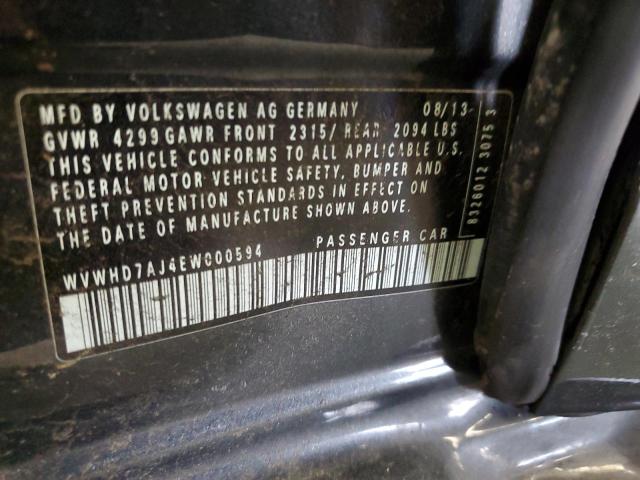 MFD. BY VOLKSWAGEN AG GERMANY 08/13
GVWR 4299 GAWR FRONT 2315/ REAR 2094 LBS
THIS VEHICLE CONFORMS TO ALL APPLICABLE U.S.
FEDERAL MOTOR VEHICLE SAFETY, BUMPER AND
THEFT PREVENTION STANDARDS IN EFFECT ON
THE DATE OF MANUFACTURE SHOWN ABOVE.
WVWHD7AJ4EW000594 PASSENGER CAR
8326012 3075 3